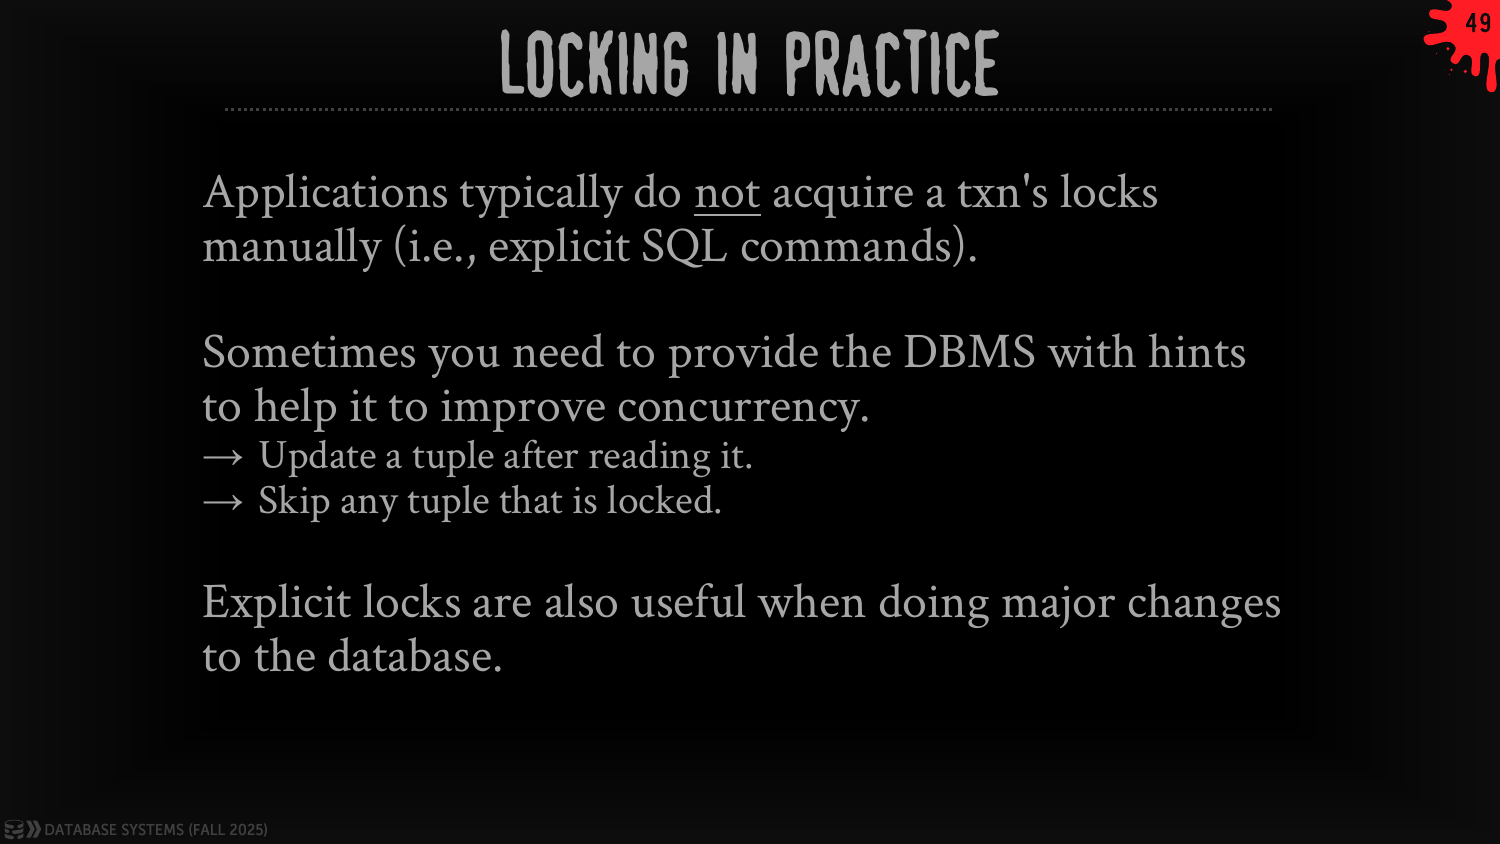 49
LOCKING IN PRACTICE
Applications typically do not acquire a txn's locks
manually (i.e., explicit SQL commands).
Sometimes you need to provide the DBMS with hints
to help it to improve concurrency.
→ Update a tuple after reading it.
→ Skip any tuple that is locked.
Explicit locks are also useful when doing major changes
to the database.
DATABASE SYSTEMS (FALL 2025)